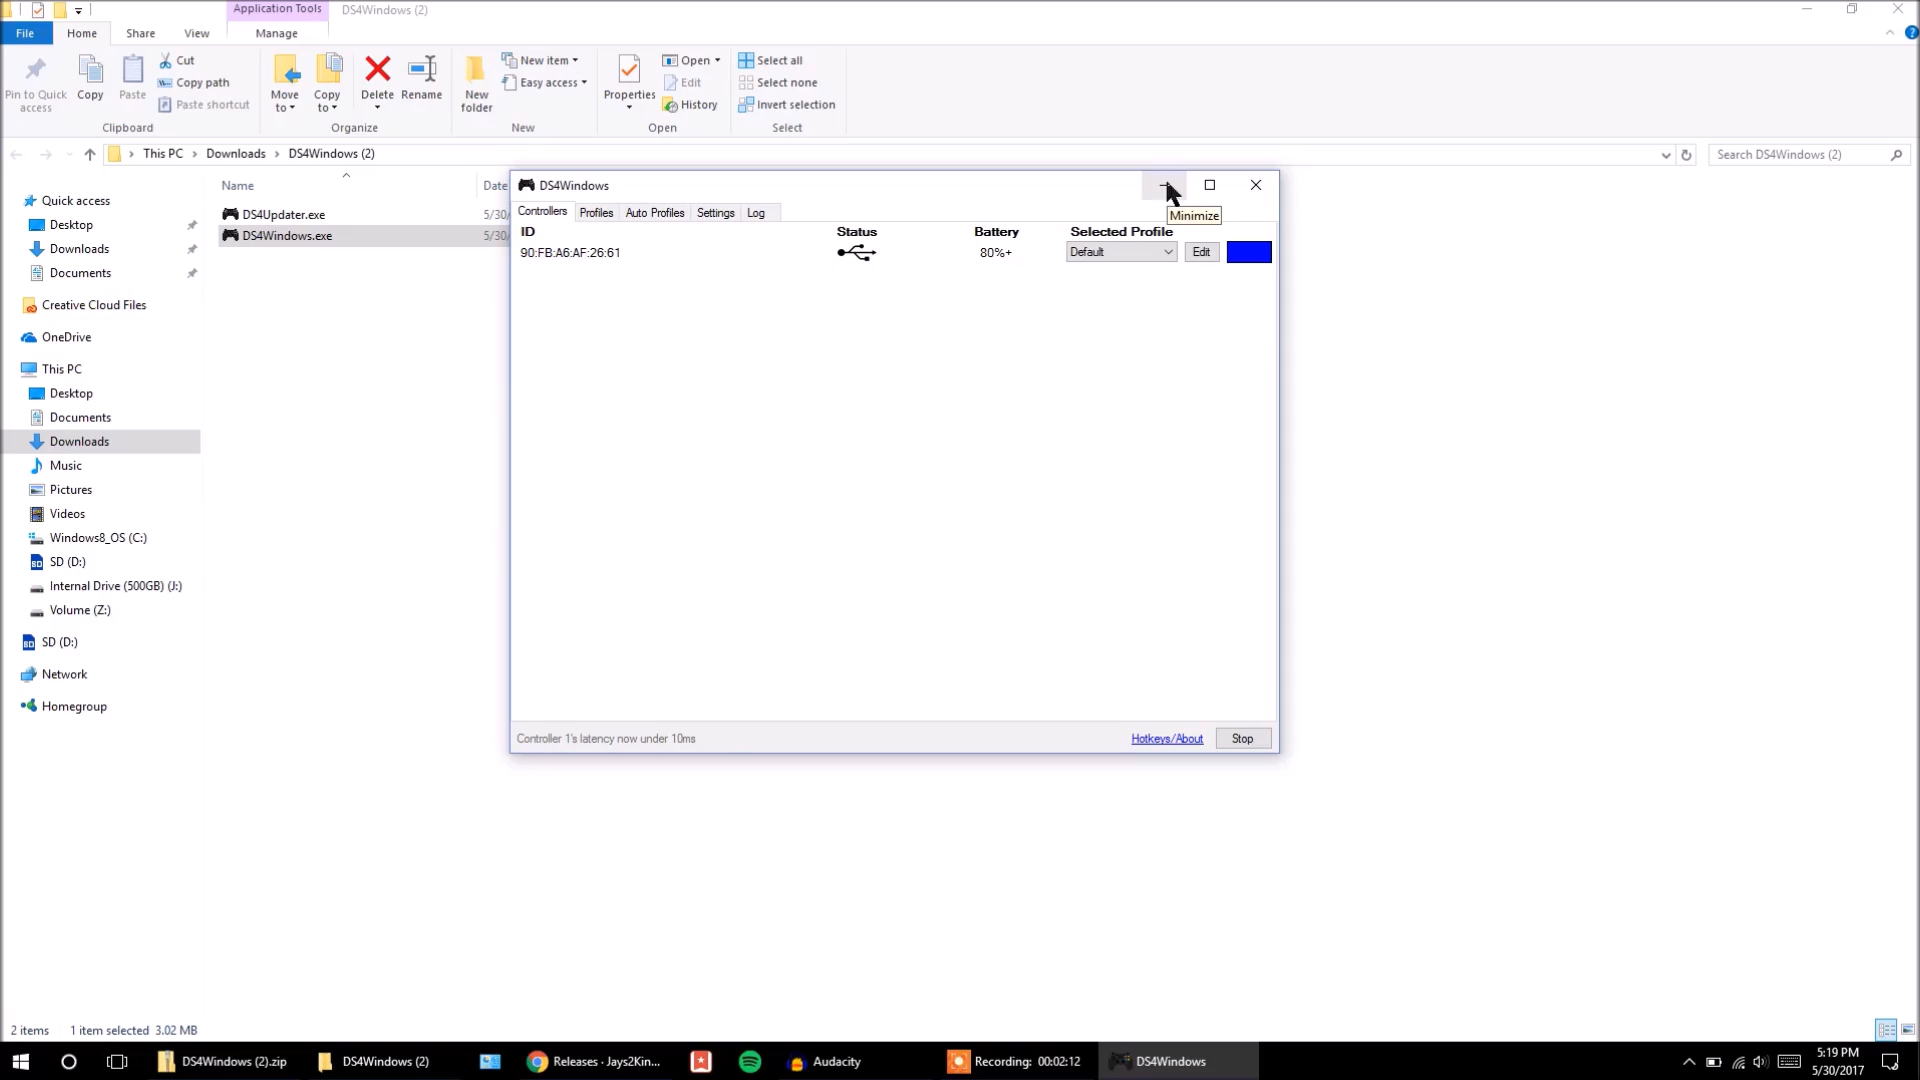 Application Tools
DS4Windows (2)
File
Home
Share
View
Manage
Pin to Quick access
Copy
Paste
Cut
Copy path
Paste shortcut
Clipboard
Move to
Copy to
Delete
Rename
Organize
New folder
New item
Easy access
New
Properties
Open
Edit
History
Open
Select all
Select none
Invert selection
Select
This PC > Downloads > DS4Windows (2)
Search DS4Windows (2)
Name
Date
DS4Updater.exe
5/30/
DS4Windows.exe
5/30/
Quick access
Desktop
Downloads
Documents
Creative Cloud Files
OneDrive
This PC
Desktop
Documents
Downloads
Music
Pictures
Videos
Windows8_OS (C:)
SD (D:)
Internal Drive (500GB) (J:)
Volume (Z:)
SD (D:)
Network
Homegroup
DS4Windows
Minimize
Controllers
Profiles
Auto Profiles
Settings
Log
ID
Status
Battery
Selected Profile
90:FB:A6:AF:26:61
80%+
Default
Edit
Controller 1's latency now under 10ms
Hotkeys/About
Stop
2 items
1 item selected 3.02 MB
DS4Windows (2).zip
DS4Windows (2)
Releases · Jays2Kin...
Audacity
Recording: 00:02:12
DS4Windows
5:19 PM
5/30/2017